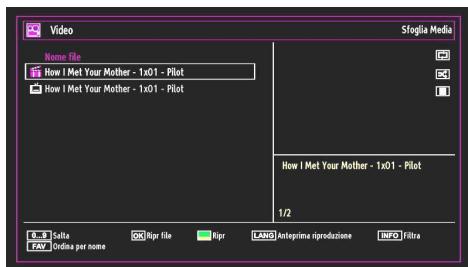 Video
Sfoglia Media
Nome file
How I Met Your Mother - 1x01 - Pilot
How I Met Your Mother - 1x01 - Pilot
How I Met Your Mother - 1x01 - Pilot
1/2
0...9 Salta OK Ripr file Ripr LANG Anteprima riproduzione INFO Filtra
FAV Ordina per nome